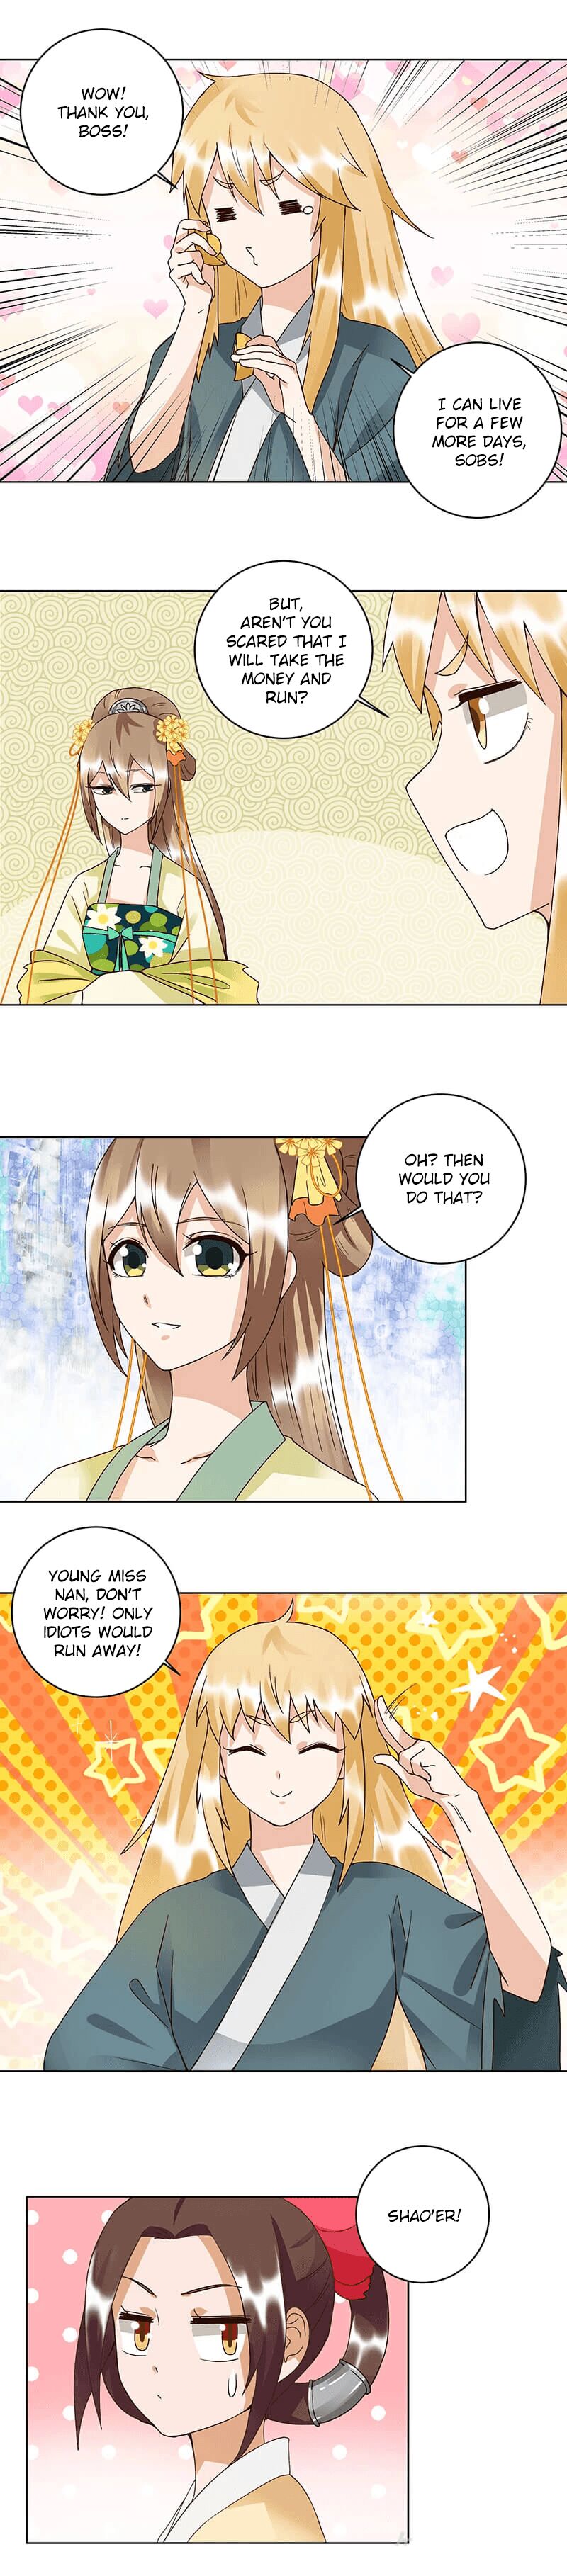 WOW!
THANK YOU,
BOSS!
I CAN LIVE
FOR A FEW
MORE DAYS,
SOBS!
BUT,
AREN'T YOU
SCARED THAT I
WILL TAKE THE
MONEY AND
RUN?
OH? THEN
WOULD YOU
DO THAT?
YOUNG MISS
NAN, DON'T
WORRY! ONLY
IDIOTS WOULD
RUN AWAY!
SHAO'ER!